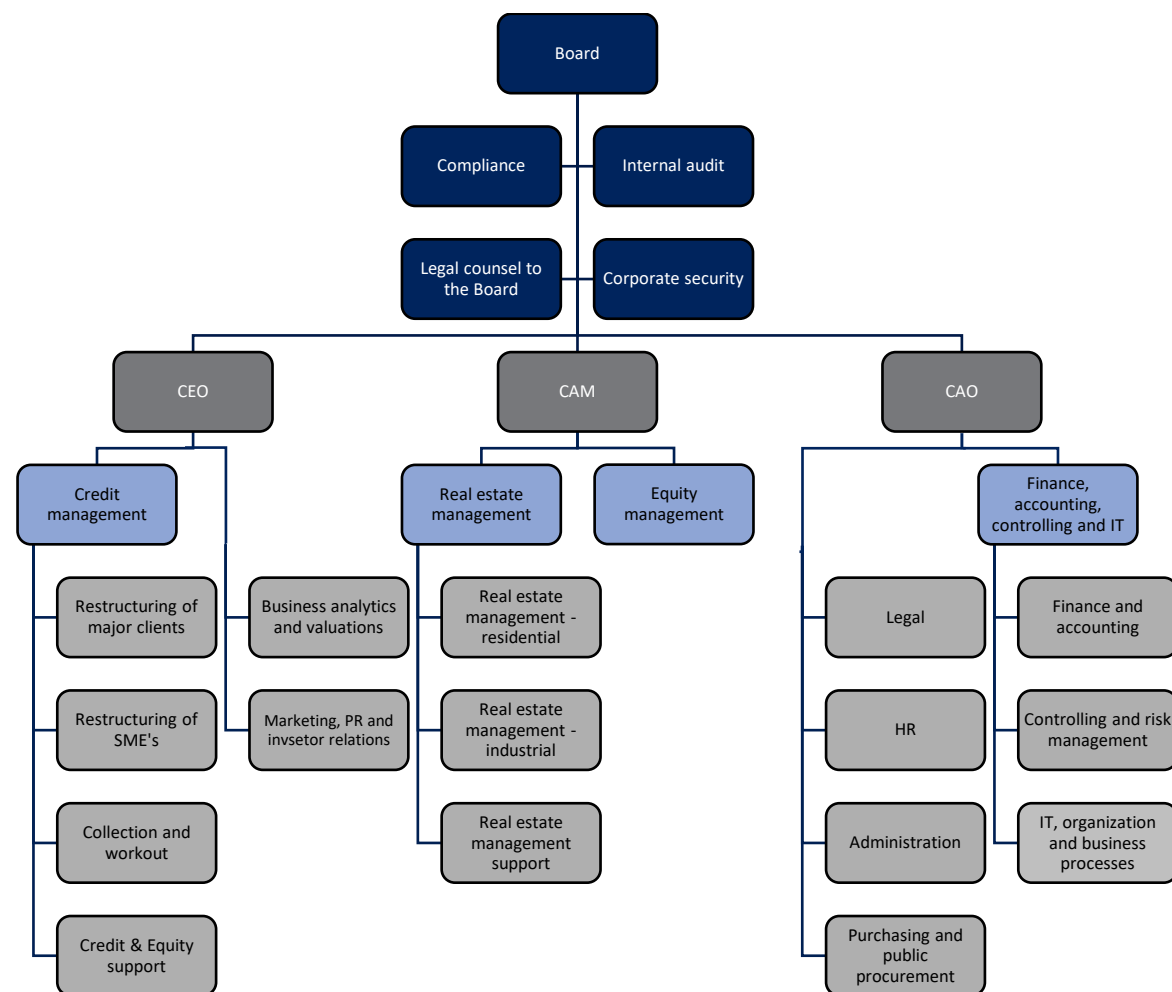 Board
Compliance
Internal audit
Legal counsel to
the Board
Corporate security
CEO
CAM
CAO
Credit
management
Real estate
management
Equity
management
Finance,
accounting,
controlling and IT
Restructuring of
major clients
Business analytics
and valuations
Real estate
management -
residential
Legal
Finance and
accounting
Restructuring of
SME's
Marketing, PR and
invsetor relations
Real estate
management -
industrial
HR
Controlling and risk
management
Collection and
workout
Real estate
management
support
Administration
IT, organization
and business
processes
Credit & Equity
support
Purchasing and
public
procurement